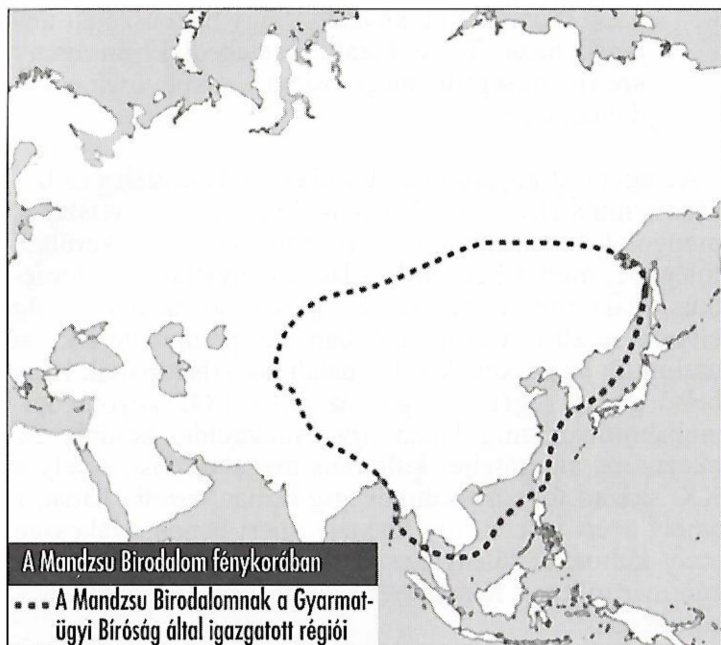 A Mandzsu Birodalom fénykorában
A Mandzsu Birodalomnak a Gyarmat-
ügyi Bíróság által igazgatott régiói